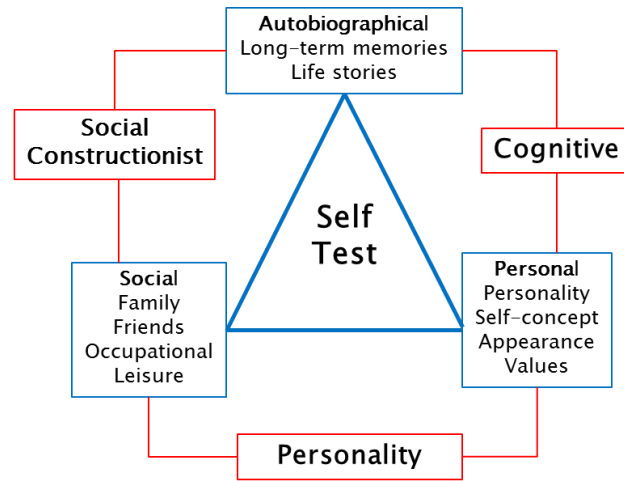 Autobiographical
Long-term memories
Life stories
Social
Constructionist
Cognitive
Self
Test
Social
Family
Friends
Occupational
Leisure
Personal
Personality
Self-concept
Appearance
Values
Personality